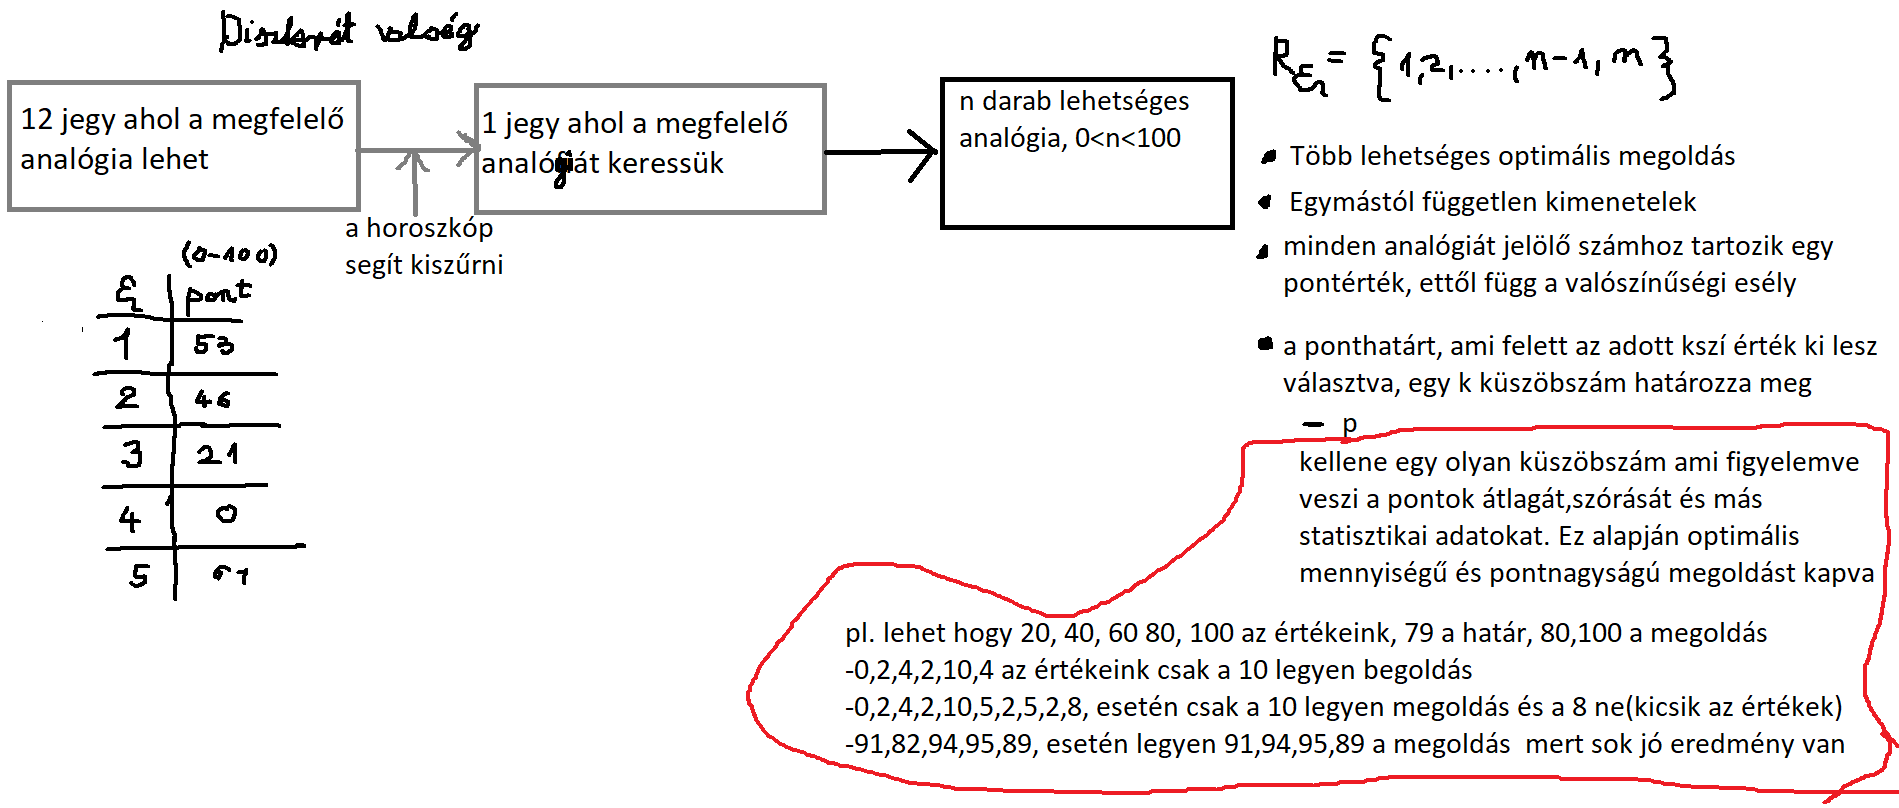 Diszkrét valség
12 jegy ahol a megfelelő
analógia lehet
1 jegy ahol a megfelelő
analógiát keressük
a horoszkóp
segít kiszűrni
n darab lehetséges
analógia, 0<n<100
(0-100)
ξ pont
1 53
2 46
3 21
4 0
5
R_ξ = {1,2,....,n-1,n}
Több lehetséges optimális megoldás
Egymástól független kimenetelek
minden analógiát jelölő számhoz tartozik egy
pontérték, ettől függ a valószínűségi esély
a ponthatárt, ami felett az adott kszí érték ki lesz
választva, egy k küszöbszám határozza meg
- p
kellene egy olyan küszöbszám ami figyelemve
veszi a pontok átlagát,szórását és más
statisztikai adatokat. Ez alapján optimális
mennyiségű és pontnagyságú megoldást kapva
pl. lehet hogy 20, 40, 60 80, 100 az értékeink, 79 a határ, 80,100 a megoldás
-0,2,4,2,10,4 az értékeink csak a 10 legyen begoldás
-0,2,4,2,10,5,2,5,2,8, esetén csak a 10 legyen megoldás és a 8 ne(kicsik az értékek)
-91,82,94,95,89, esetén legyen 91,94,95,89 a megoldás  mert sok jó eredmény van